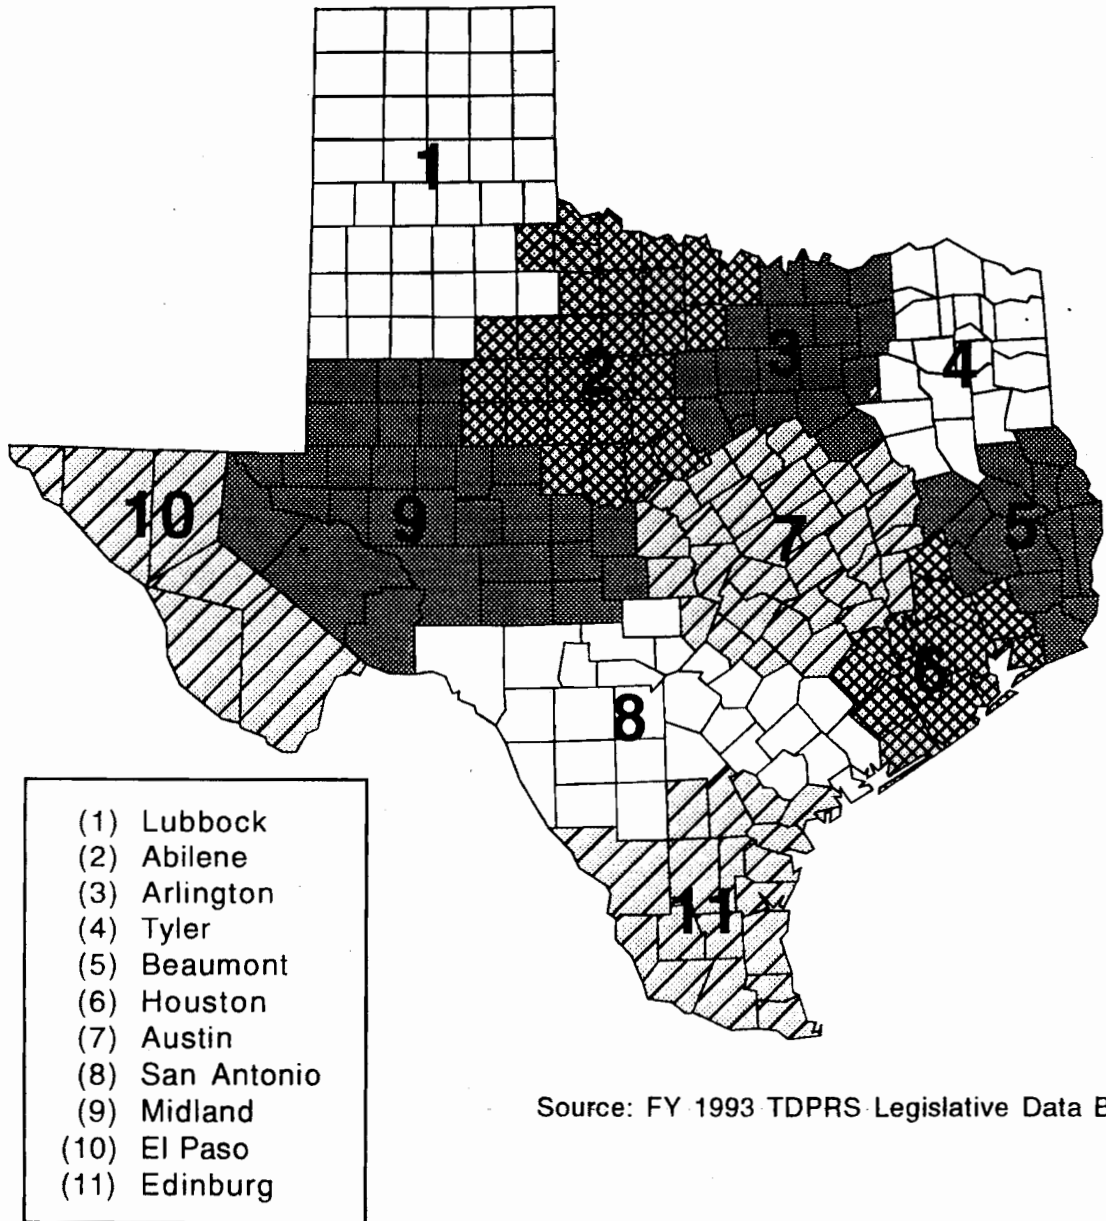 1
2
3
4
10
9
7
5
6
8
11
(1) Lubbock
(2) Abilene
(3) Arlington
(4) Tyler
(5) Beaumont
(6) Houston
(7) Austin
(8) San Antonio
(9) Midland
(10) El Paso
(11) Edinburg
Source: FY 1993 TDPRS Legislative Data B